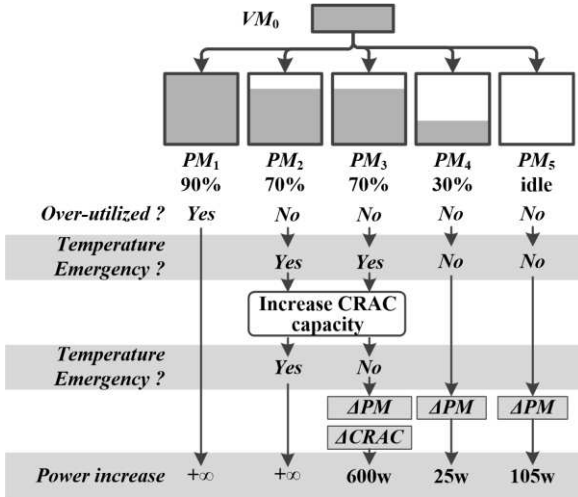 VM₀
PM₁ PM₂ PM₃ PM₄ PM₅
90% 70% 70% 30% idle
Over-utilized ? Yes No No No No
Temperature
Emergency ? Yes Yes No No
Increase CRAC
capacity
Temperature
Emergency ? Yes No
ΔPM ΔPM ΔPM
ΔCRAC
Power increase +∞ +∞ 600w 25w 105w